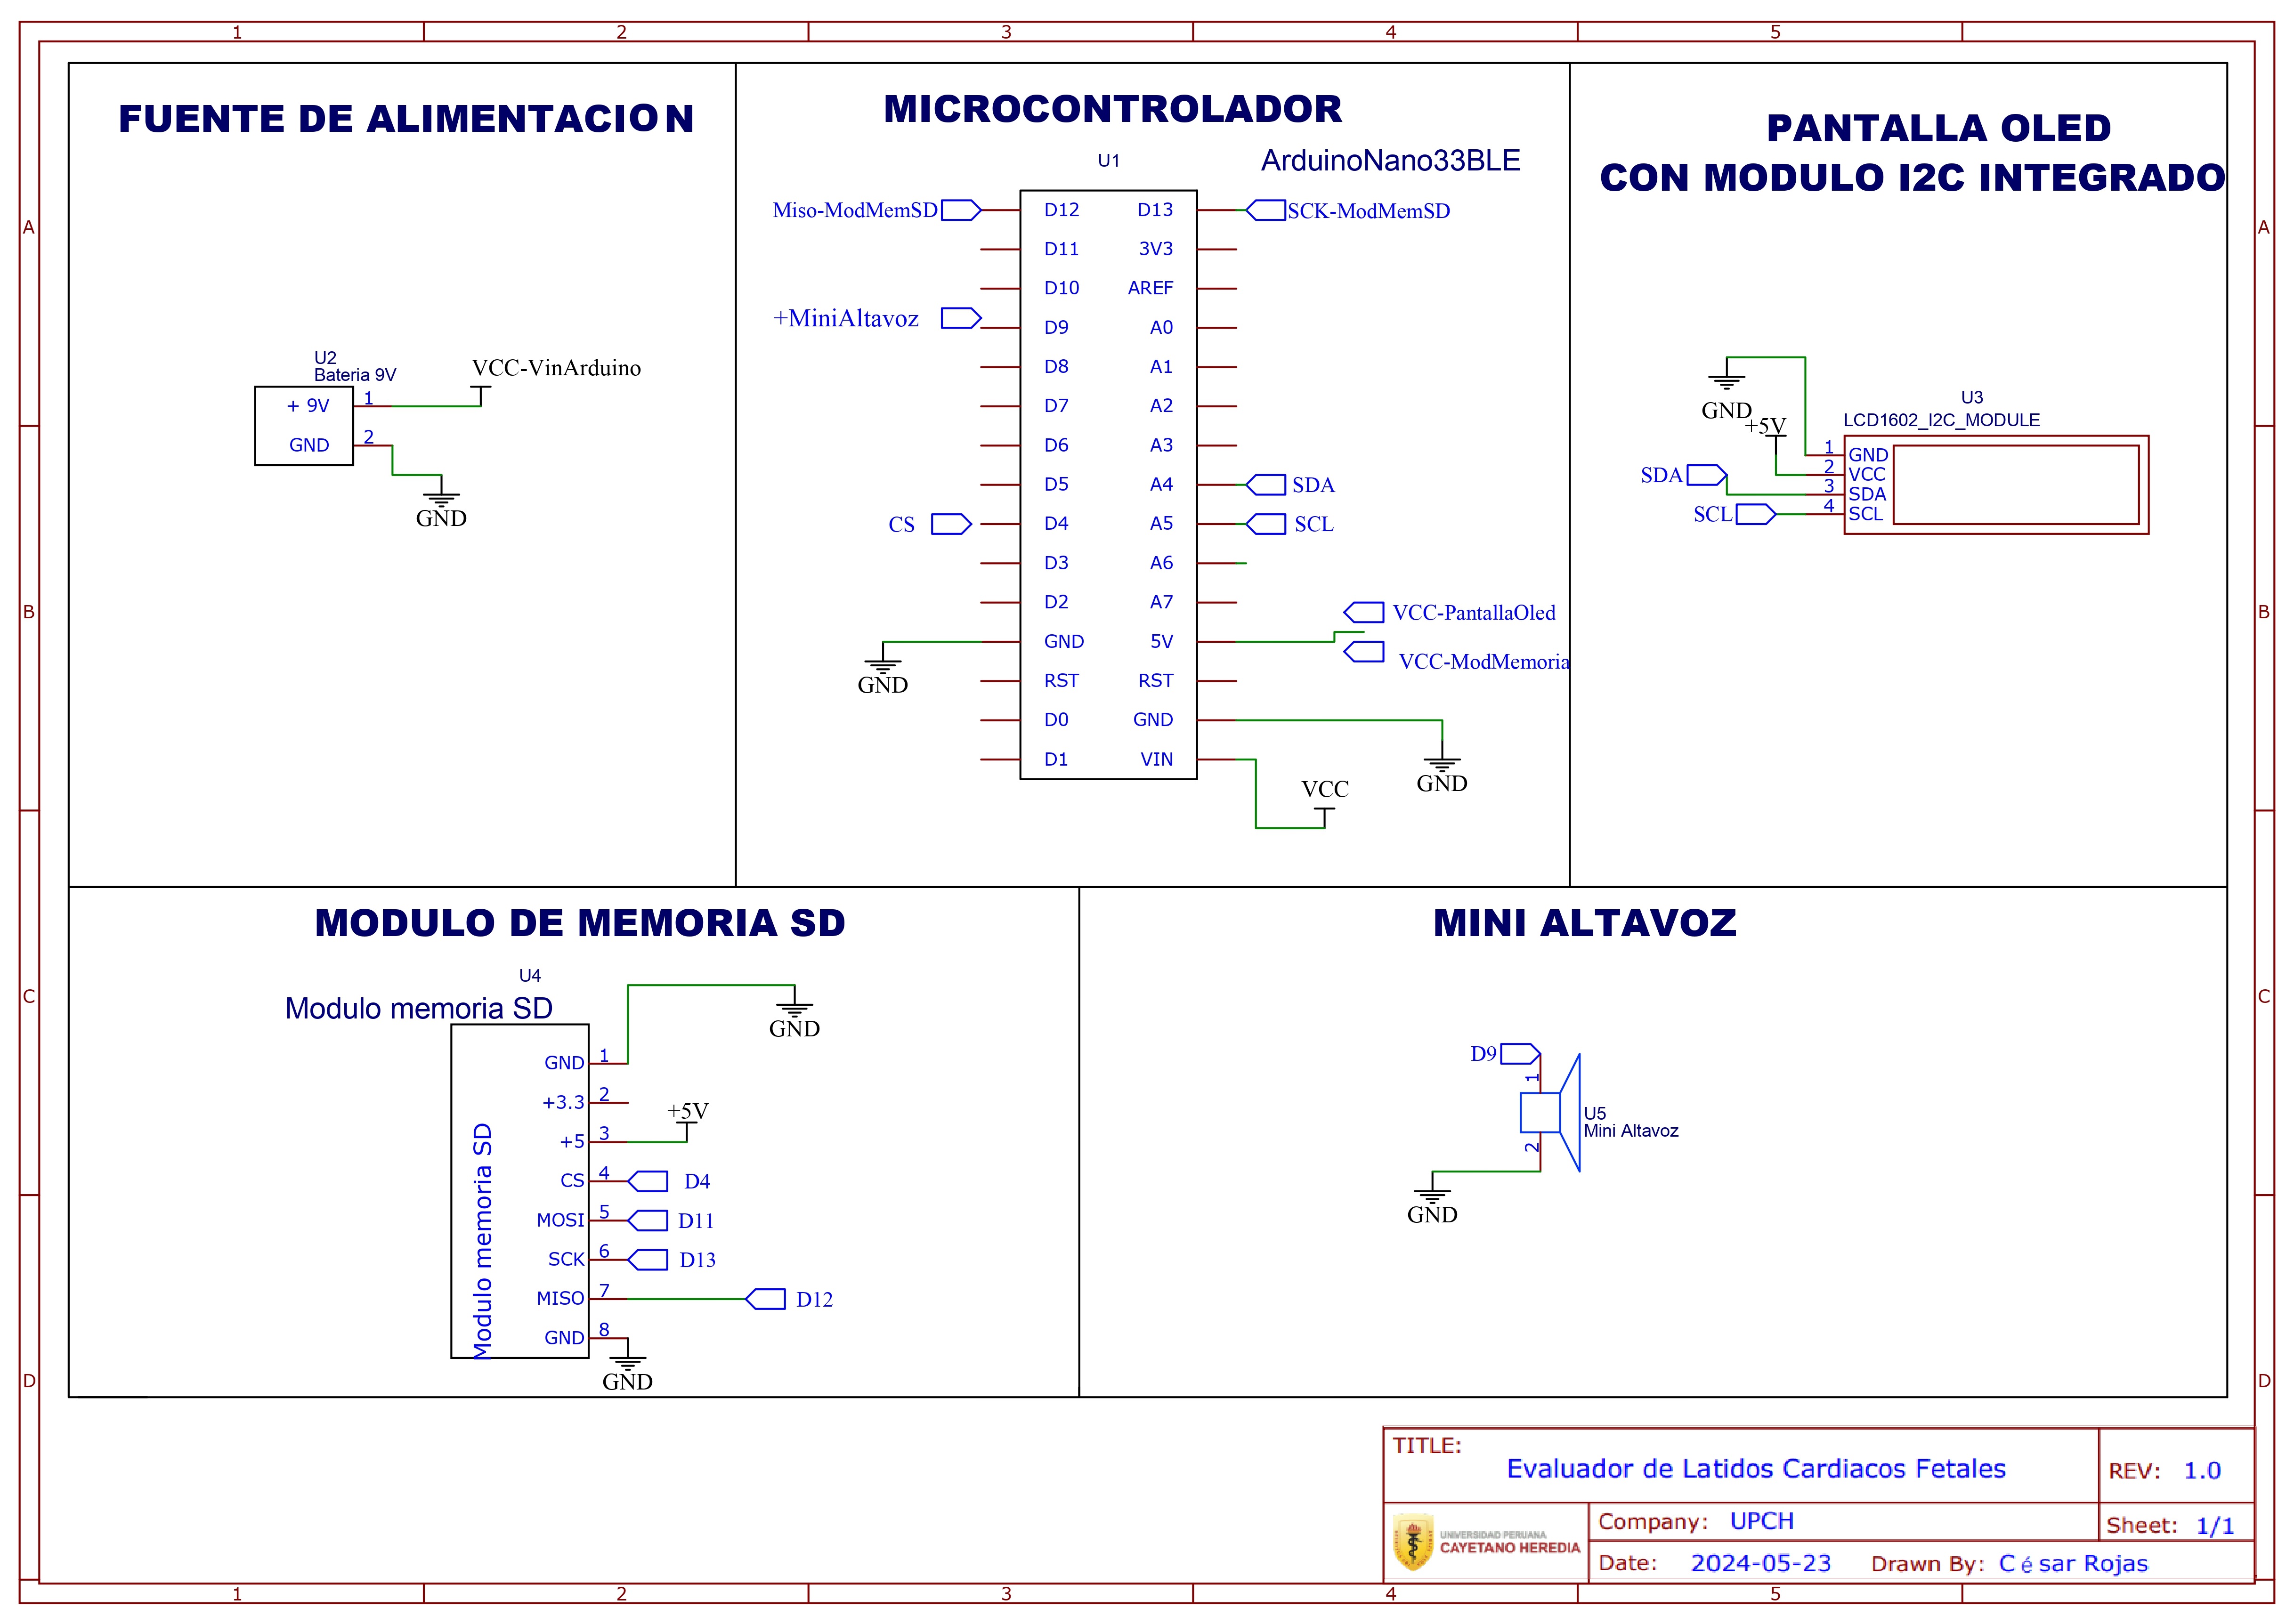 1 2 3 4 5
A
B
C
D
FUENTE DE ALIMENTACION
U2
Bateria 9V
+ 9V 1
GND 2
VCC-VinArduino
GND
MICROCONTROLADOR
U1
ArduinoNano33BLE
Miso-ModMemSD D12 D13 SCK-ModMemSD
D11 3V3
D10 AREF
+MiniAltavoz D9 A0
D8 A1
D7 A2
D6 A3
D5 A4 SDA
CS D4 A5 SCL
D3 A6
D2 A7
VCC-PantallaOled
GND 5V
VCC-ModMemoria
GND
RST RST
D0 GND
D1 VIN
GND
VCC
PANTALLA OLED
CON MODULO I2C INTEGRADO
GND
+5V
U3
LCD1602_I2C_MODULE
1 GND
2 VCC
SDA 3 SDA
SCL 4 SCL
MODULO DE MEMORIA SD
U4
Modulo memoria SD
Modulo memoria SD
GND 1
GND
+3.3 2
+5 3
+5V
CS 4 D4
MOSI 5 D11
SCK 6 D13
MISO 7 D12
GND 8
GND
MINI ALTAVOZ
D9
1
U5
Mini Altavoz
2
GND
TITLE:
Evaluador de Latidos Cardiacos Fetales
REV: 1.0
UNIVERSIDAD PERUANA
CAYETANO HEREDIA
Company: UPCH
Sheet: 1/1
Date: 2024-05-23
Drawn By: César Rojas
A
B
C
D
1 2 3 4 5